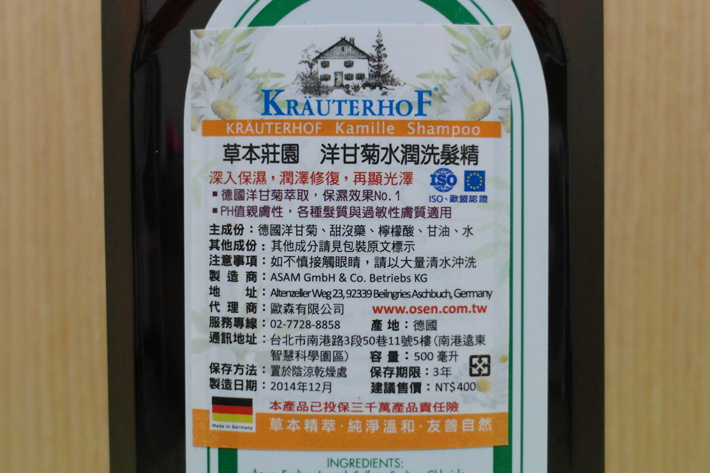 KRÄUTERHOF®
KRÄUTERHOF Kamille Shampoo
草本莊園 洋甘菊水潤洗髮精
深入保濕，潤澤修復，再顯光澤
ISO
■德國洋甘菊萃取，保濕效果No.1
ISO、歐盟認證
■PH值親膚性，各種髮質與過敏性膚質適用
主成份：德國洋甘菊、甜沒藥、檸檬酸、甘油、水
其他成份：其他成分請見包裝原文標示
注意事項：如不慎接觸眼睛，請以大量清水沖洗
製造商：ASAM GmbH & Co. Betriebs KG
地址：Altenzeller Weg 23, 92339 Beilngries Aschbuch, Germany
代理商：歐森有限公司 www.osen.com.tw
服務專線：02-7728-8858 產地：德國
通訊地址：台北市南港路3段50巷11號5樓(南港遠東
智慧科學園區) 容量：500毫升
保存方法：置於陰涼乾燥處 保存期限：3年
製造日期：2014年12月 建議售價：NT$400
本產品已投保三千萬產品責任險
Made in Germany
草本精萃·純淨溫和·友善自然
INGREDIENTS: